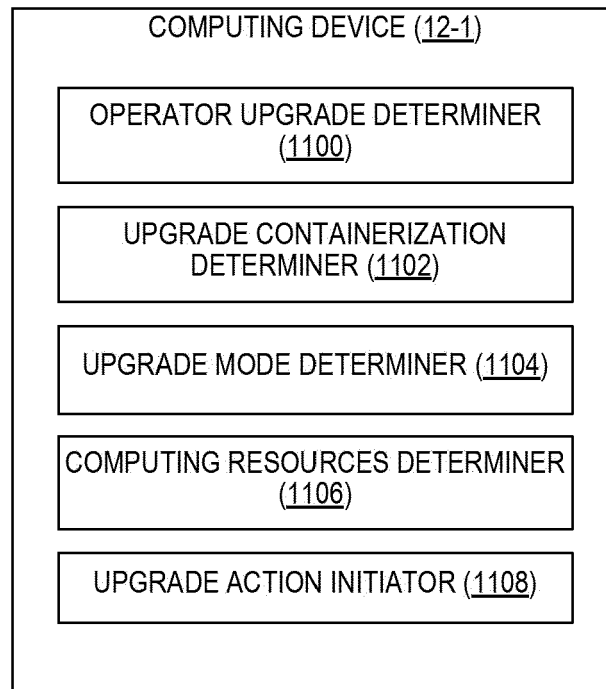 COMPUTING DEVICE (12-1)
OPERATOR UPGRADE DETERMINER
(1100)
UPGRADE CONTAINERIZATION
DETERMINER (1102)
UPGRADE MODE DETERMINER (1104)
COMPUTING RESOURCES DETERMINER
(1106)
UPGRADE ACTION INITIATOR (1108)